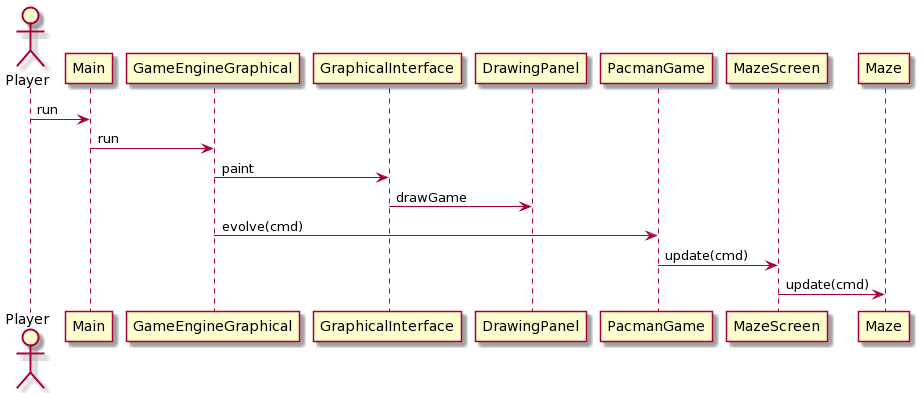 Player
Main
GameEngineGraphical
GraphicalInterface
DrawingPanel
PacmanGame
MazeScreen
Maze
run
run
paint
drawGame
evolve(cmd)
update(cmd)
update(cmd)
Player
Main
GameEngineGraphical
GraphicalInterface
DrawingPanel
PacmanGame
MazeScreen
Maze